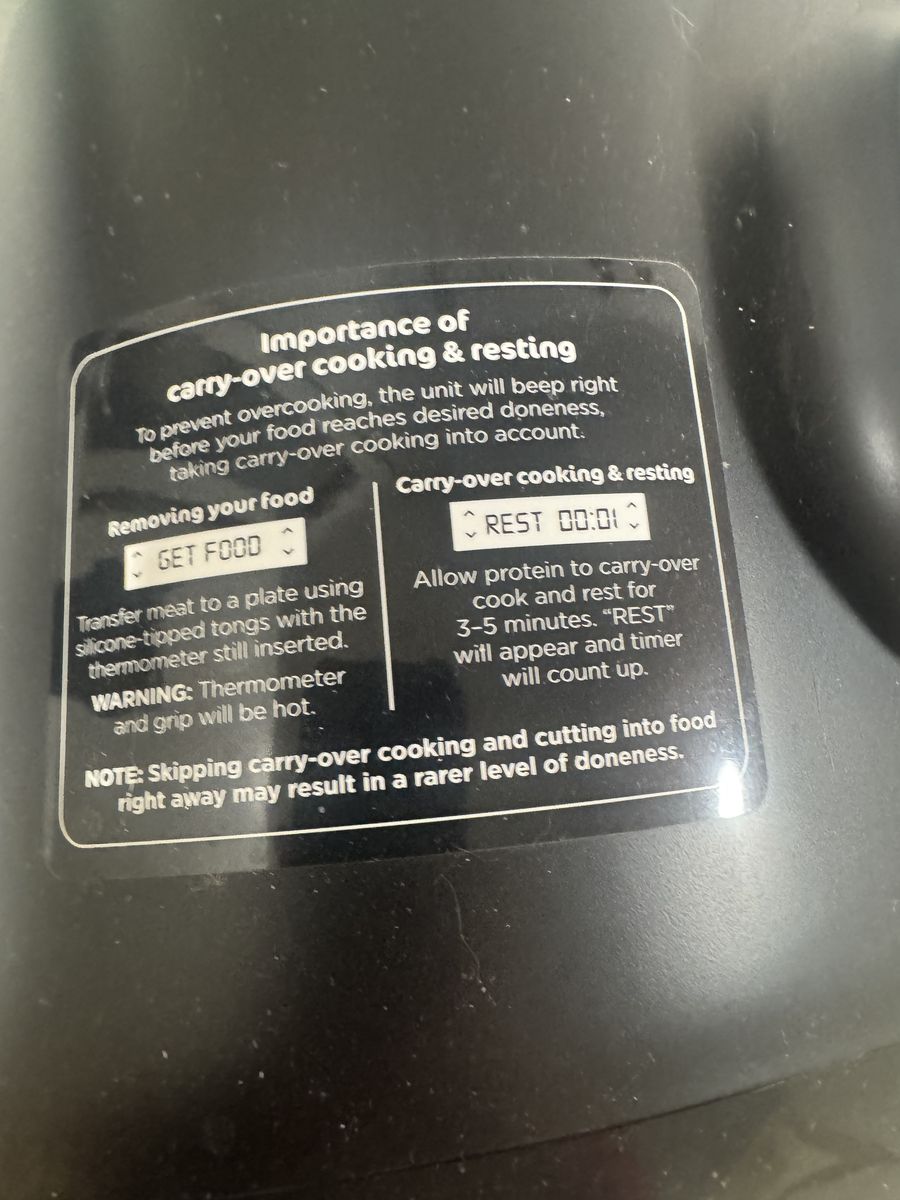 Importance of
carry-over cooking & resting
To prevent overcooking, the unit will beep right
before your food reaches desired doneness,
taking carry-over cooking into account.
Removing your food
GET FOOD
Transfer meat to a plate using
silicone-tipped tongs with the
thermometer still inserted.
WARNING: Thermometer
and grip will be hot.
Carry-over cooking & resting
REST 00:01
Allow protein to carry-over
cook and rest for
3-5 minutes. “REST”
will appear and timer
will count up.
NOTE: Skipping carry-over cooking and cutting into food
right away may result in a rarer level of doneness.